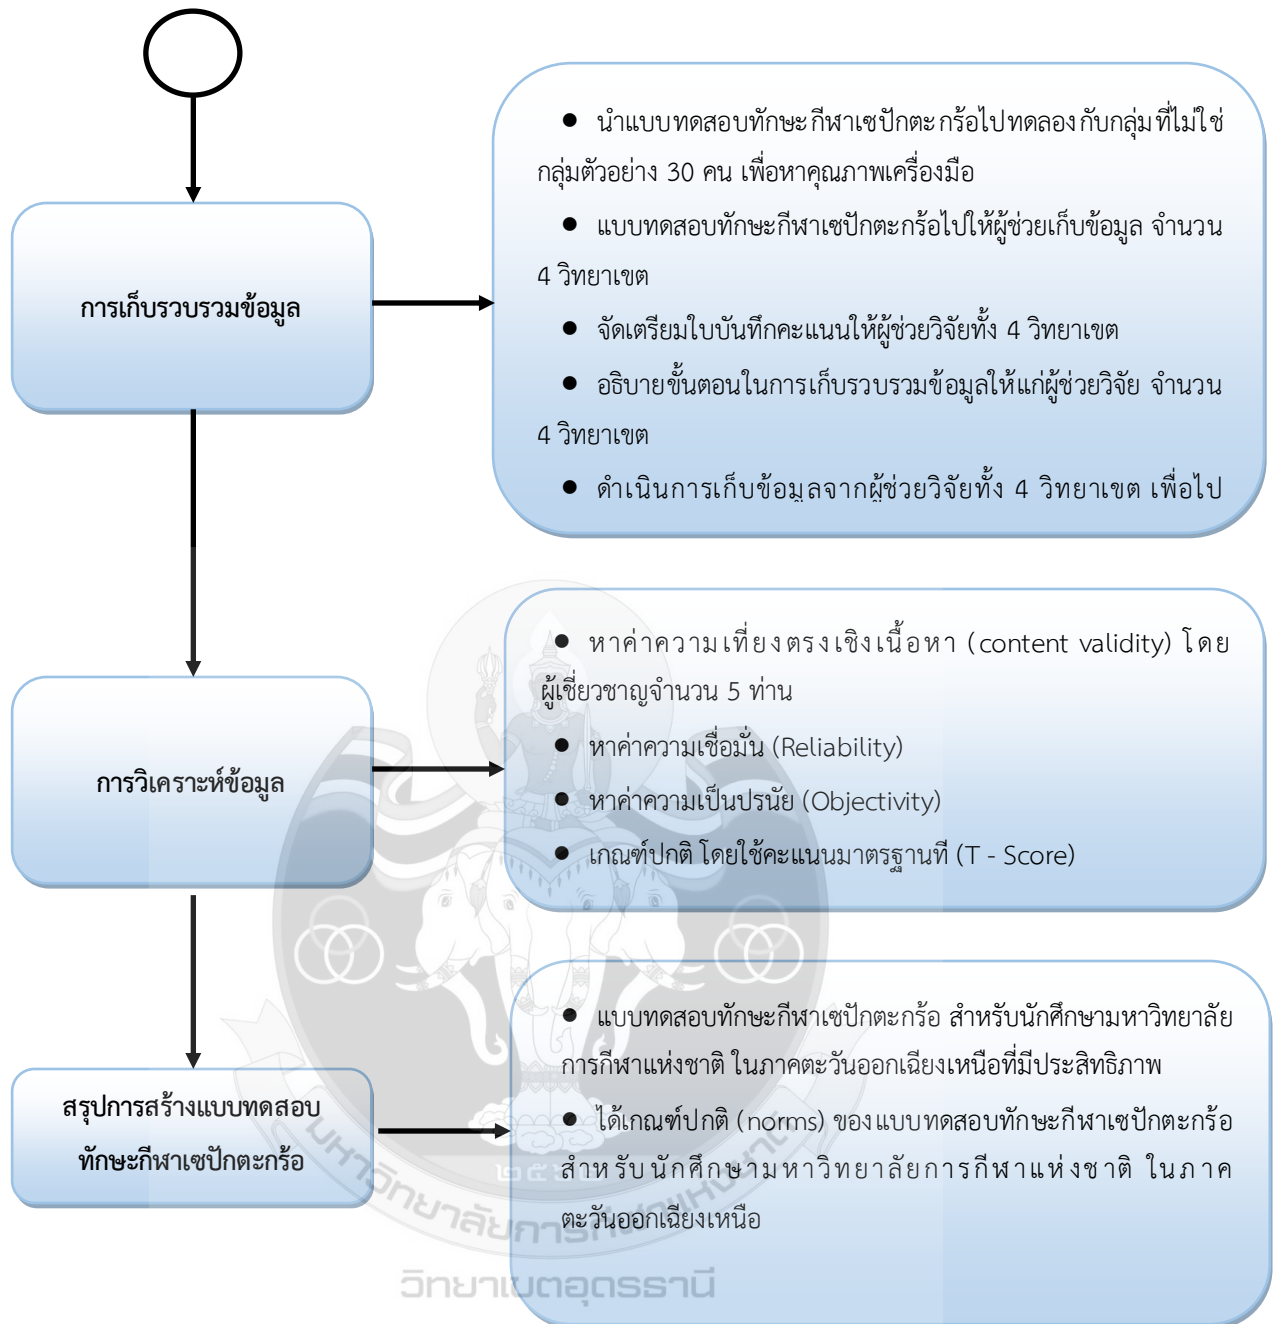 การเก็บรวบรวมข้อมูล
● นำแบบทดสอบทักษะกีฬาเซปักตะกร้อไปทดลองกับกลุ่มที่ไม่ใช่
กลุ่มตัวอย่าง 30 คน เพื่อหาคุณภาพเครื่องมือ
● แบบทดสอบทักษะกีฬาเซปักตะกร้อไปให้ผู้ช่วยเก็บข้อมูล จำนวน
4 วิทยาเขต
● จัดเตรียมใบบันทึกคะแนนให้ผู้ช่วยวิจัยทั้ง 4 วิทยาเขต
● อธิบายขั้นตอนในการเก็บรวบรวมข้อมูลให้แก่ผู้ช่วยวิจัย จำนวน
4 วิทยาเขต
● ดำเนินการเก็บข้อมูลจากผู้ช่วยวิจัยทั้ง 4 วิทยาเขต เพื่อไป
การวิเคราะห์ข้อมูล
● หาค่าความเที่ยงตรงเชิงเนื้อหา (content validity) โดย
ผู้เชี่ยวชาญจำนวน 5 ท่าน
● หาค่าความเชื่อมั่น (Reliability)
● หาค่าความเป็นปรนัย (Objectivity)
● เกณฑ์ปกติ โดยใช้คะแนนมาตรฐานที (T - Score)
สรุปการสร้างแบบทดสอบ
ทักษะกีฬาเซปักตะกร้อ
● แบบทดสอบทักษะกีฬาเซปักตะกร้อ สำหรับนักศึกษามหาวิทยาลัย
การกีฬาแห่งชาติ ในภาคตะวันออกเฉียงเหนือที่มีประสิทธิภาพ
● ได้เกณฑ์ปกติ (norms) ของแบบทดสอบทักษะกีฬาเซปักตะกร้อ
สำหรับนักศึกษามหาวิทยาลัยการกีฬาแห่งชาติ ในภาค
ตะวันออกเฉียงเหนือ
มหาวิทยาลัยการกีฬาแห่งชาติ
วิทยาเขตอุดรธานี